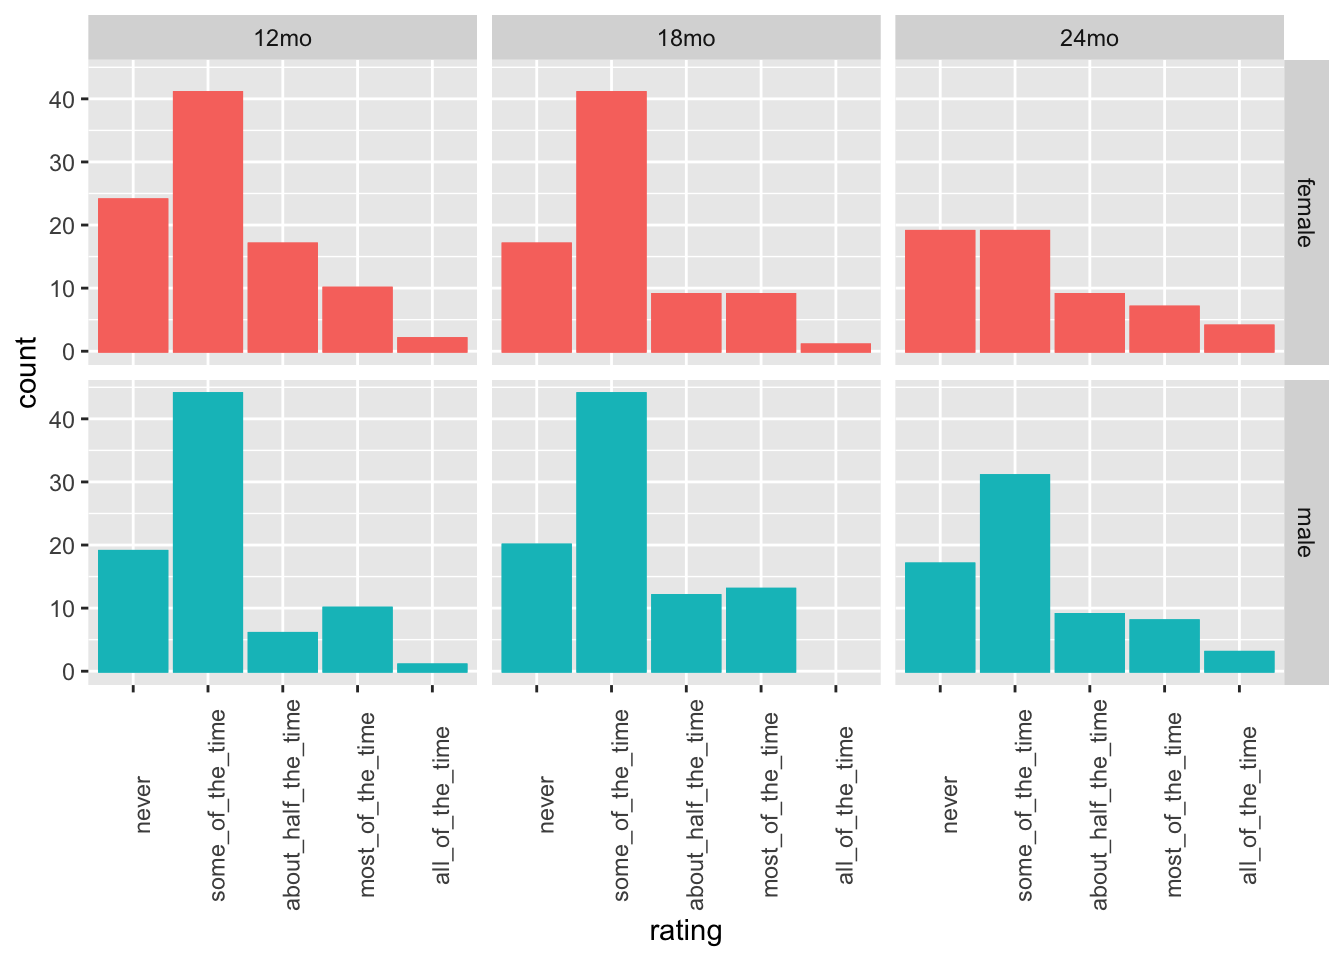 12mo
18mo
24mo
40
30
20
10
0
female
count
40
30
20
10
0
male
never
some_of_the_time
about_half_the_time
most_of_the_time
all_of_the_time
never
some_of_the_time
about_half_the_time
most_of_the_time
all_of_the_time
never
some_of_the_time
about_half_the_time
most_of_the_time
all_of_the_time
rating